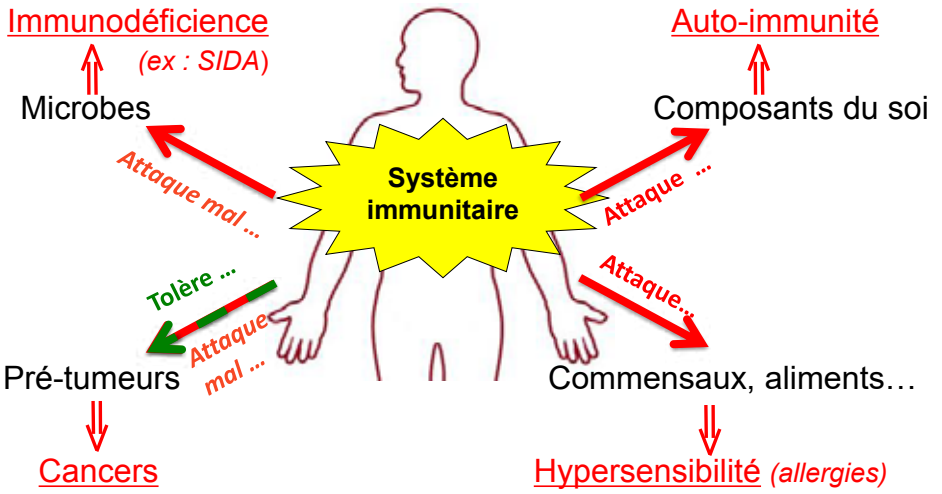 Immunodéficience
(ex : SIDA)
Microbes
Attaque mal ...
Auto-immunité
Composants du soi
Attaque ...
Système
immunitaire
Tolère ...
Attaque
mal ...
Pré-tumeurs
Cancers
Attaque...
Commensaux, aliments…
Hypersensibilité (allergies)